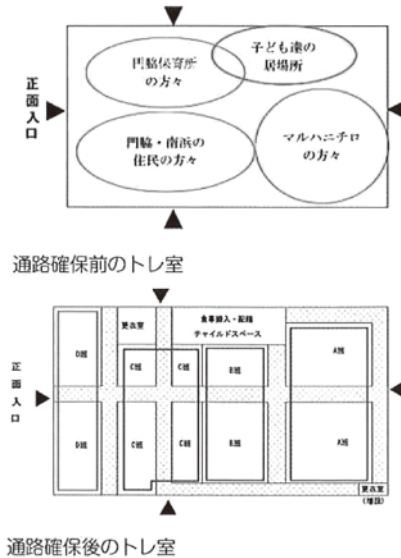 子ども達の
居場所
門脇保育所
の方々
正面入口
門脇・南浜の
住民の方々
マルハニチロ
の方々
通路確保前のトレ室
更衣室
食事搬入・配膳
チャイルドスペース
D班
C班
C班
B班
A班
正面入口
D班
C班
C班
B班
A班
更衣室
(増設)
通路確保後のトレ室